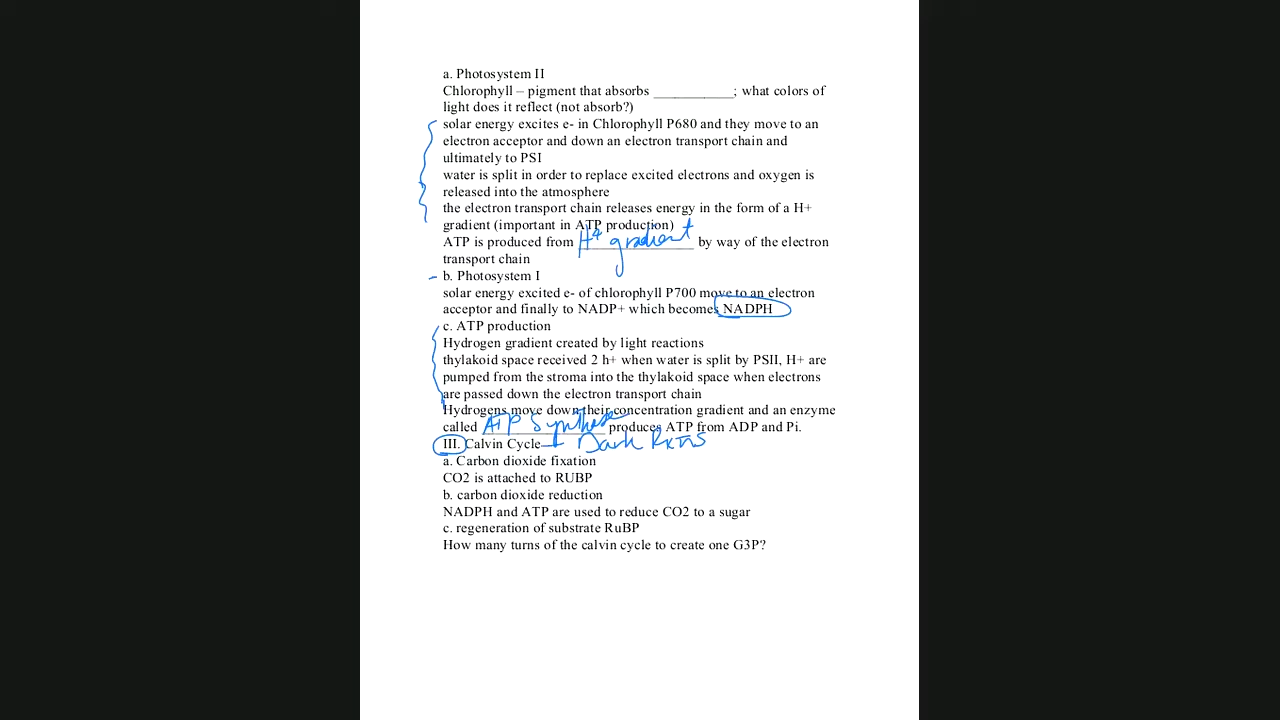 a. Photosystem II
Chlorophyll – pigment that absorbs ____________; what colors of
light does it reflect (not absorb?)
solar energy excites e- in Chlorophyll P680 and they move to an
electron acceptor and down an electron transport chain and
ultimately to PSI
water is split in order to replace excited electrons and oxygen is
released into the atmosphere
the electron transport chain releases energy in the form of a H+
gradient (important in ATP production)
ATP is produced from H+ gradient by way of the electron
transport chain
b. Photosystem I
solar energy excited e- of chlorophyll P700 move to an electron
acceptor and finally to NADP+ which becomes NADPH
c. ATP production
Hydrogen gradient created by light reactions
thylakoid space received 2 h+ when water is split by PSII, H+ are
pumped from the stroma into the thylakoid space when electrons
are passed down the electron transport chain
Hydrogens move down their concentration gradient and an enzyme
called ATP Synthase produces ATP from ADP and Pi.
III. Calvin Cycle Dark Rxns
a. Carbon dioxide fixation
CO2 is attached to RUBP
b. carbon dioxide reduction
NADPH and ATP are used to reduce CO2 to a sugar
c. regeneration of substrate RuBP
How many turns of the calvin cycle to create one G3P?